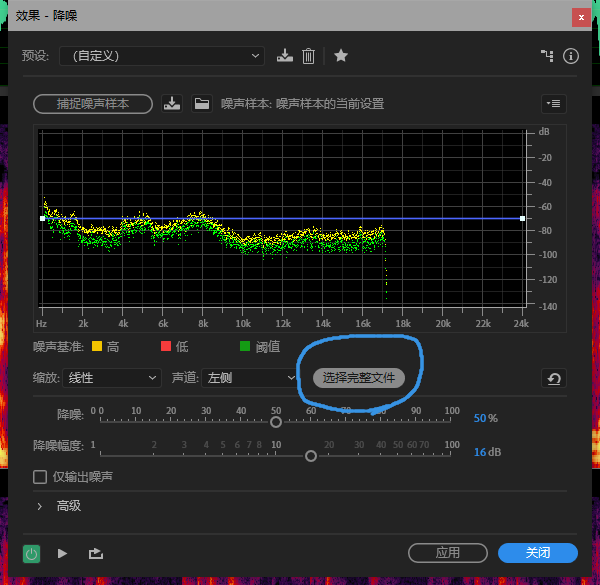 效果 - 降噪
x
预设: (自定义)
捕捉噪声样本 噪声样本: 噪声样本的当前设置
dB
-20
-40
-60
-80
-100
-120
-140
Hz 2k 4k 6k 8k 10k 12k 14k 16k 18k 20k 22k 24k
噪声基准: 高 低 阈值
缩放: 线性 声道: 左侧 选择完整文件
降噪: 0 0 10 20 30 40 50 60 70 80 90 100 50 %
降噪幅度: 1 2 3 4 5 6 7 8 10 20 30 40 50 60 70 100 16 dB
仅输出噪声
高级
应用 关闭